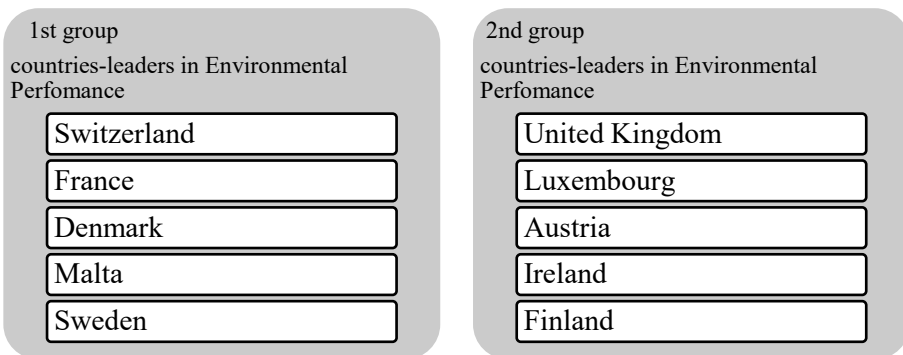 1st group
countries-leaders in Environmental
Perfomance
Switzerland
France
Denmark
Malta
Sweden
2nd group
countries-leaders in Environmental
Perfomance
United Kingdom
Luxembourg
Austria
Ireland
Finland